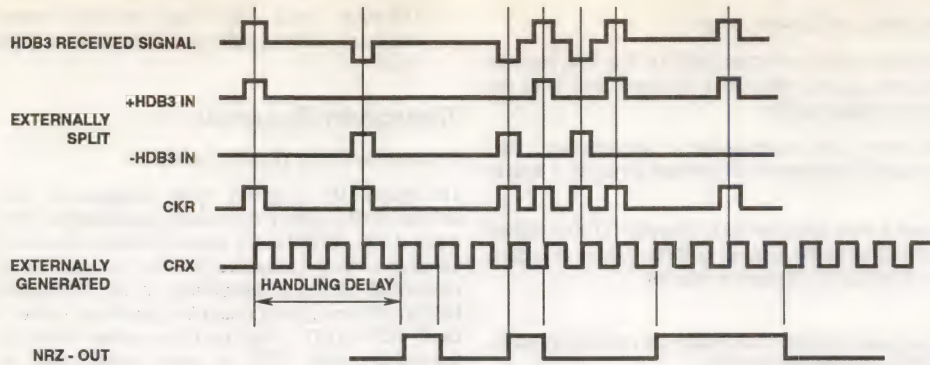 HDB3 RECEIVED SIGNAL
+HDB3 IN
EXTERNALLY
SPLIT
-HDB3 IN
CKR
EXTERNALLY
GENERATED
CRX
HANDLING DELAY
NRZ - OUT